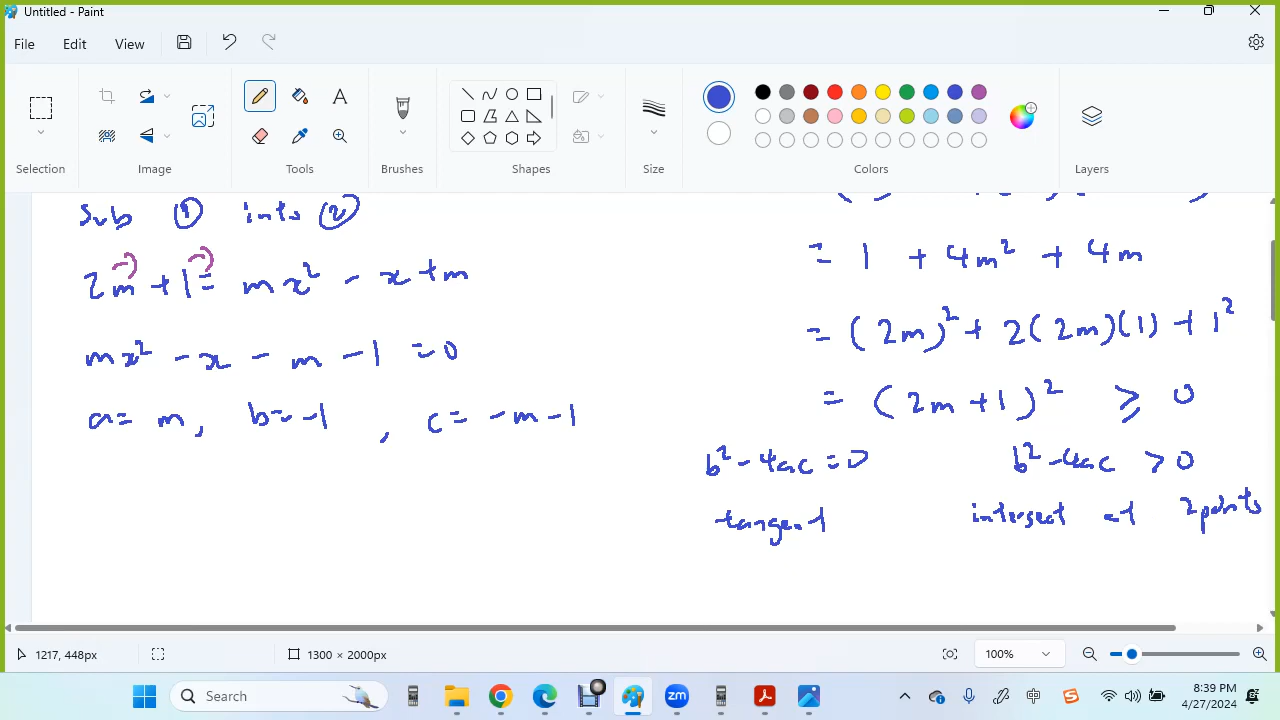 Untitled - Paint
File Edit View
Selection Image Tools Brushes Shapes Size Colors Layers
Sub ① into ②
2m + 1 = mx² - x + m
mx² - x - m - 1 = 0
a = m, b = -1, c = -m - 1
= 1 + 4m² + 4m
= (2m)² + 2(2m)(1) + 1²
= (2m + 1)² ⩾ 0
b² - 4ac = 0 b² - 4ac > 0
tangent intersect at 2 points
1217, 448px 1300 × 2000px 100%
Search zm 中 8:39 PM
4/27/2024